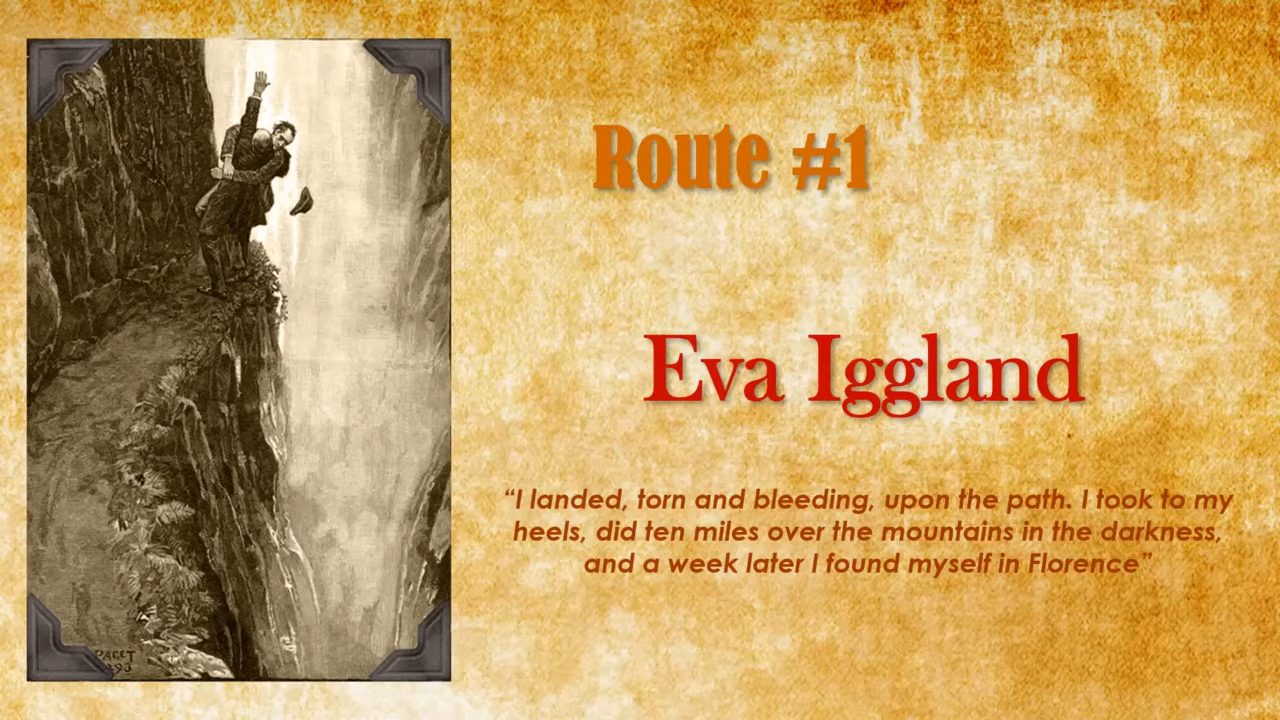 Route #1
Eva Iggland
“I landed, torn and bleeding, upon the path. I took to my
heels, did ten miles over the mountains in the darkness,
and a week later I found myself in Florence”
PAGET